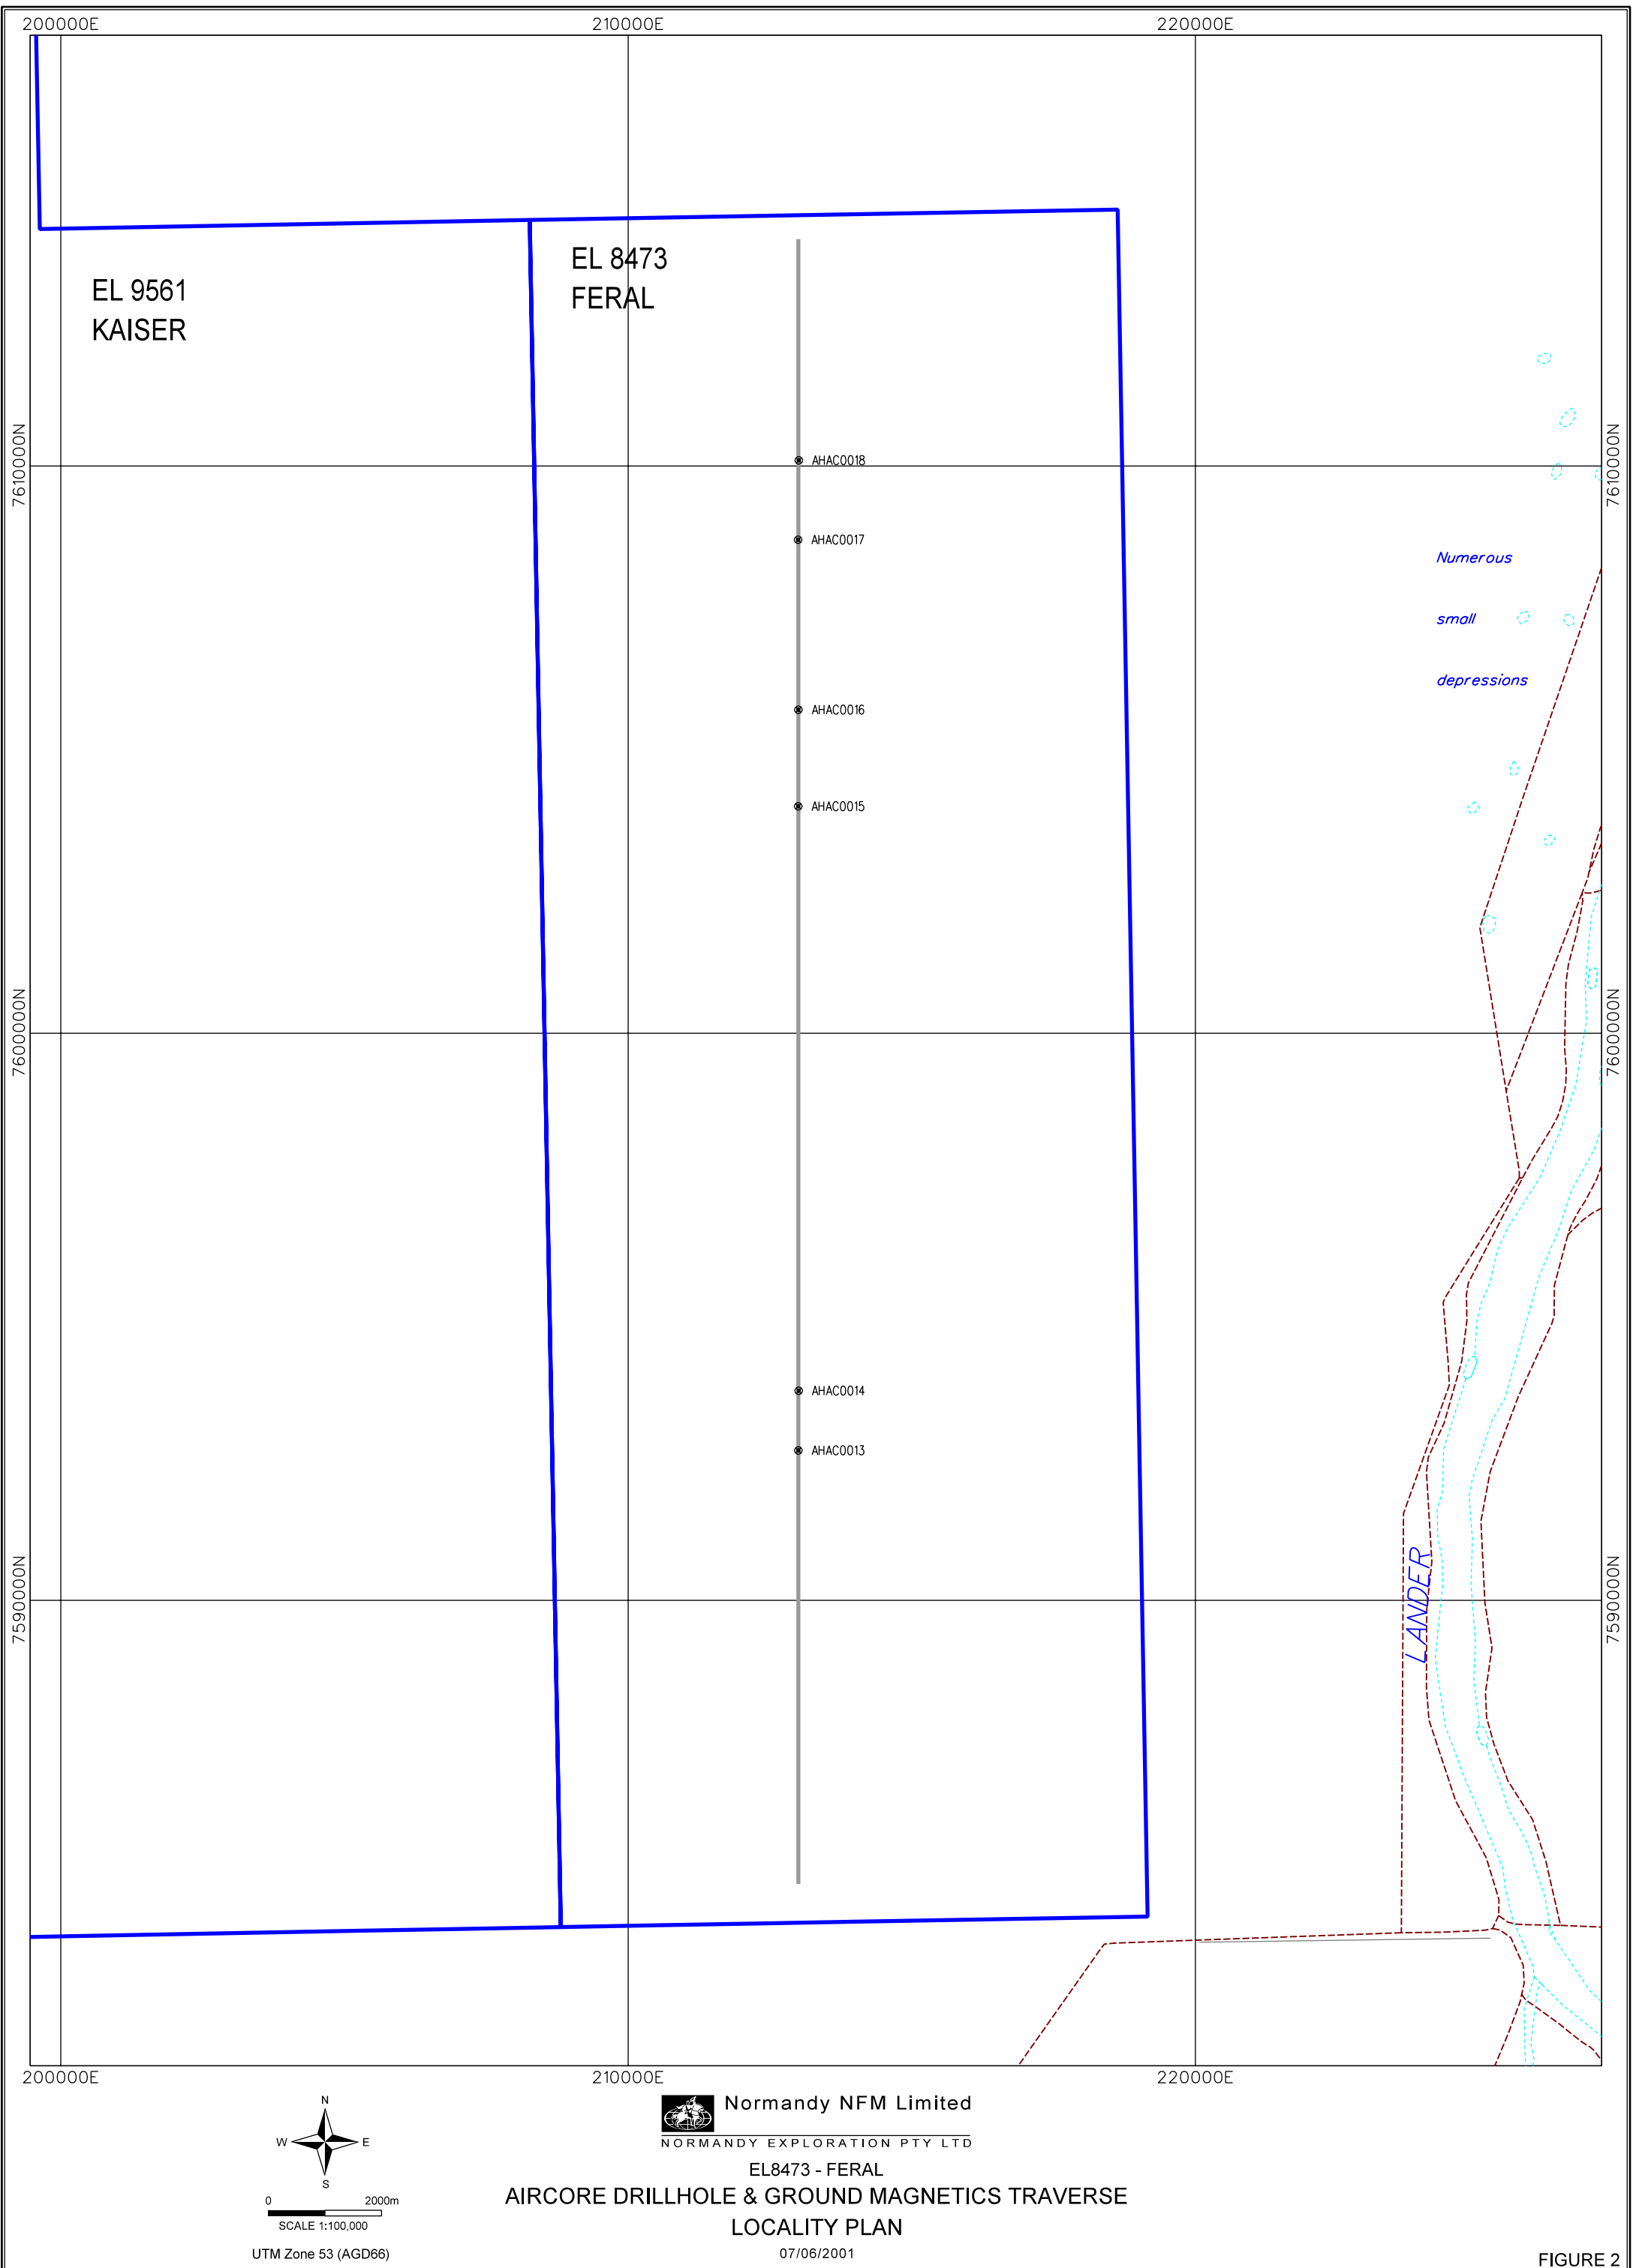 200000E
210000E
220000E
EL 9561
KAISER
EL 8473
FERAL
7610000N
7610000N
AHAC0018
AHAC0017
Numerous
small
depressions
AHAC0016
AHAC0015
7600000N
7600000N
AHAC0014
AHAC0013
LANDER
7590000N
7590000N
200000E
210000E
220000E
N
W
E
S
0
2000m
SCALE 1:100,000
UTM Zone 53 (AGD66)
Normandy NFM Limited
NORMANDY EXPLORATION PTY LTD
EL8473 - FERAL
AIRCORE DRILLHOLE & GROUND MAGNETICS TRAVERSE
LOCALITY PLAN
07/06/2001
FIGURE 2